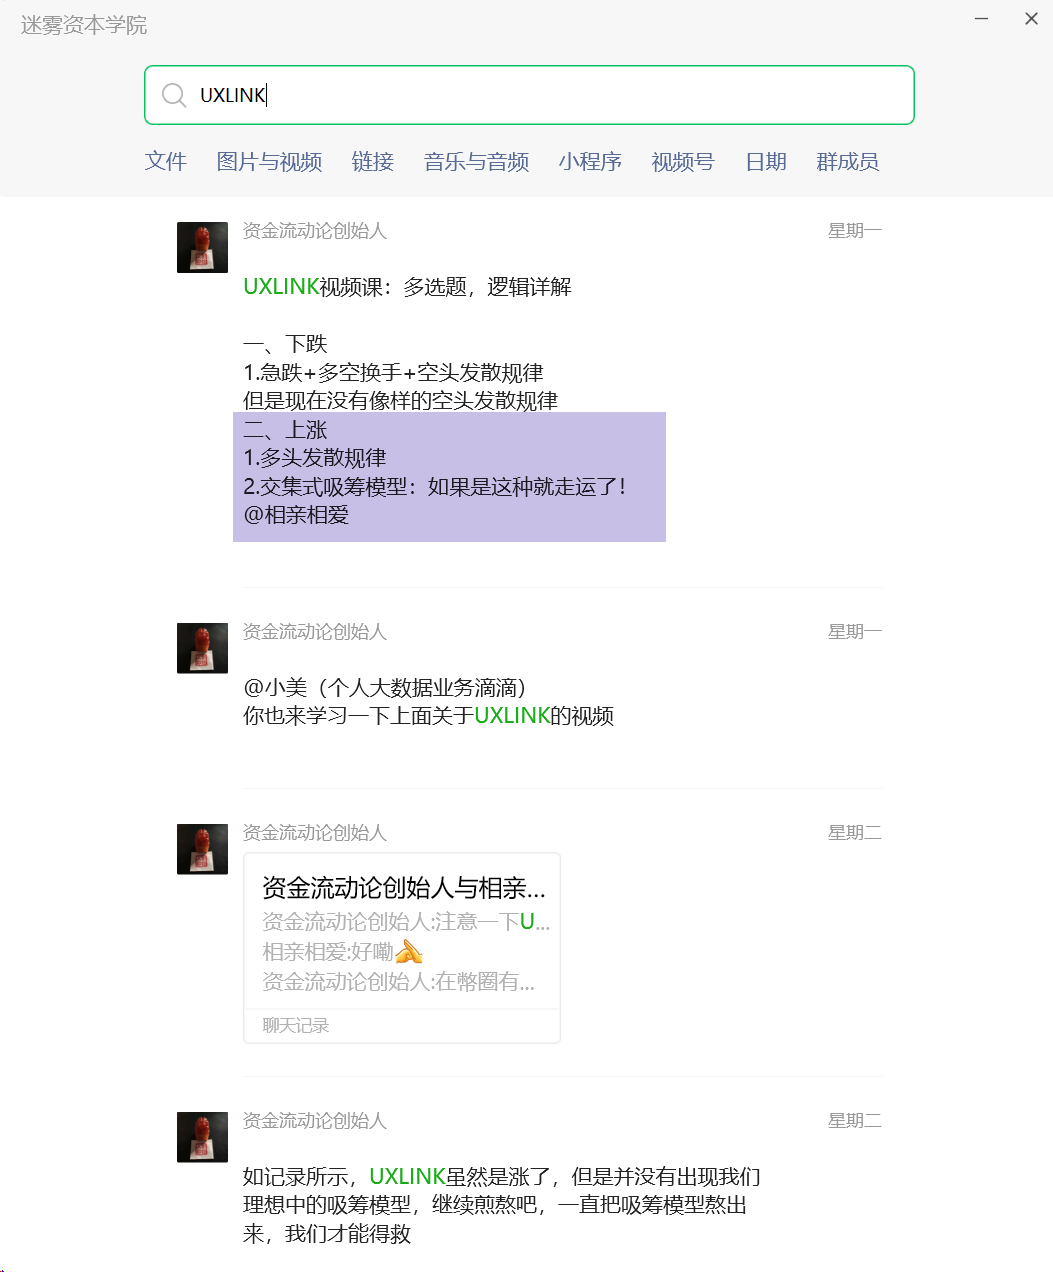 迷雾资本学院
UXLINK
文件 图片与视频 链接 音乐与音频 小程序 视频号 日期 群成员
资金流动论创始人 星期一
UXLINK视频课：多选题，逻辑详解
一、下跌
1.急跌+多空换手+空头发散规律
但是现在没有像样的空头发散规律
二、上涨
1.多头发散规律
2.交集式吸筹模型：如果是这种就走运了！
@相亲相爱
资金流动论创始人 星期一
@小美（个人大数据业务滴滴）
你也来学习一下上面关于UXLINK的视频
资金流动论创始人 星期二
资金流动论创始人与相亲...
资金流动论创始人:注意一下U...
相亲相爱:好嘞
资金流动论创始人:在幣圈有...
聊天记录
资金流动论创始人 星期二
如记录所示，UXLINK虽然是涨了，但是并没有出现我们
理想中的吸筹模型，继续煎熬吧，一直把吸筹模型熬出
来，我们才能得救